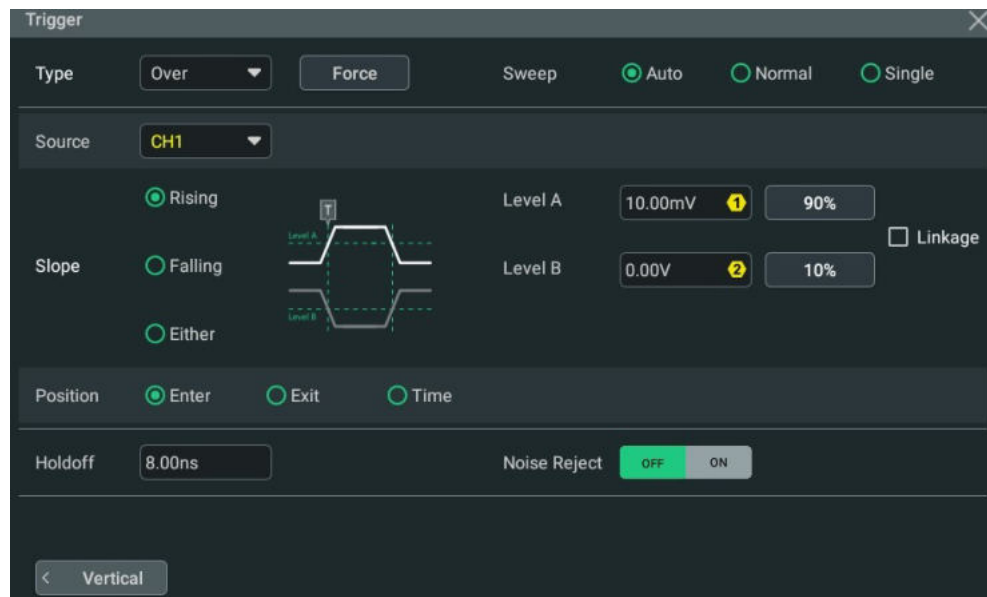 Trigger
Type Over Force Sweep Auto Normal Single
Source CH1
Rising
T
Level A 10.00mV 1 90%
Level A
Linkage
Slope Falling
Level B 0.00V 2 10%
Level B
Either
Position Enter Exit Time
Holdoff 8.00ns Noise Reject OFF ON
< Vertical